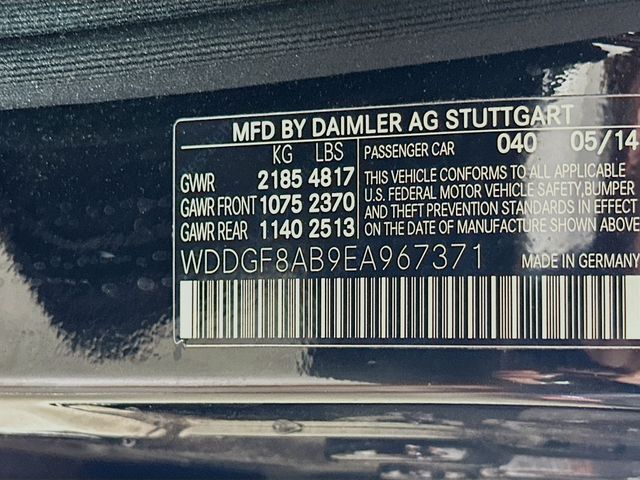 MFD BY DAIMLER AG STUTTGART
KG LBS
GVWR 2185 4817
GAWR FRONT 1075 2370
GAWR REAR 1140 2513
PASSENGER CAR 040 05/14
THIS VEHICLE CONFORMS TO ALL APPLICABLE
U.S. FEDERAL MOTOR VEHICLE SAFETY, BUMPER
AND THEFT PREVENTION STANDARDS IN EFFECT
ON THE DATE OF MANUFACTURE SHOWN ABOVE
WDDGF8AB9EA967371 MADE IN GERMANY